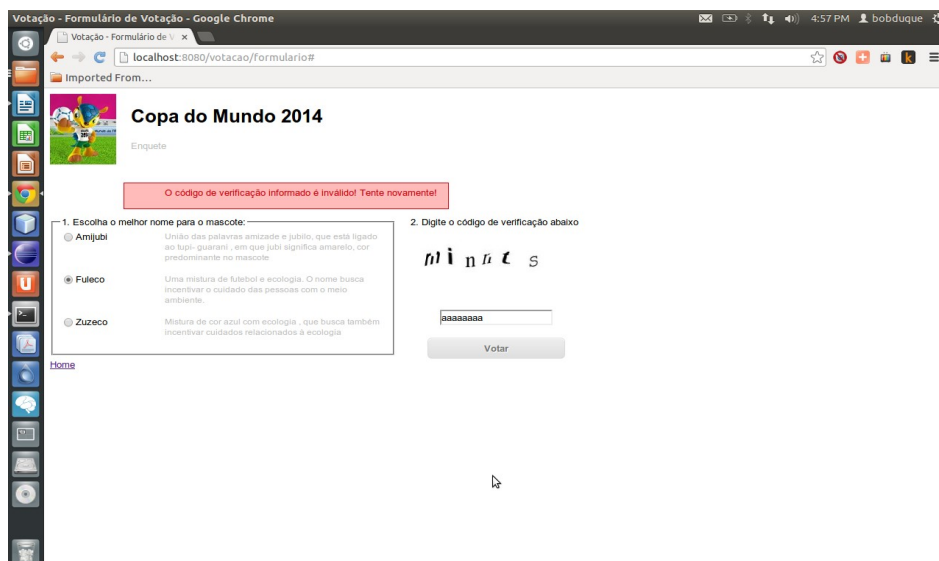 Votação - Formulário de Votação - Google Chrome
4:57 PM bobduque
Votação - Formulário de V
localhost:8080/votacao/formulario#
Imported From...
Copa do Mundo 2014
Enquete
O código de verificação informado é inválido! Tente novamente!
1. Escolha o melhor nome para o mascote:
Amijubi
União das palavras amizade e jubilo, que está ligado
ao tupi- guarani , em que jubi significa amarelo, cor
predominante no mascote
Fuleco
Uma mistura de futebol e ecologia. O nome busca
incentivar o cuidado das pessoas com o meio
ambiente.
Zuzeco
Mistura de cor azul com ecologia , que busca também
incentivar cuidados relacionados à ecologia
Home
2. Digite o código de verificação abaixo
aaaaaaaa
Votar